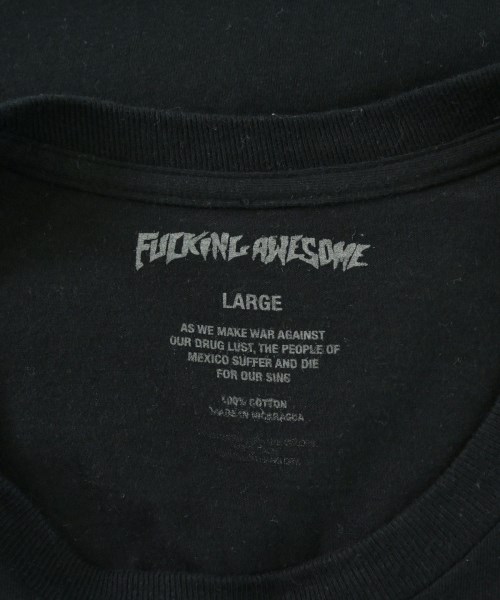 FUCKING AWESOME
LARGE
AS WE MAKE WAR AGAINST
OUR DRUG LUST, THE PEOPLE OF
MEXICO SUFFER AND DIE
FOR OUR SINS
100% COTTON
MADE IN NICARAGUA